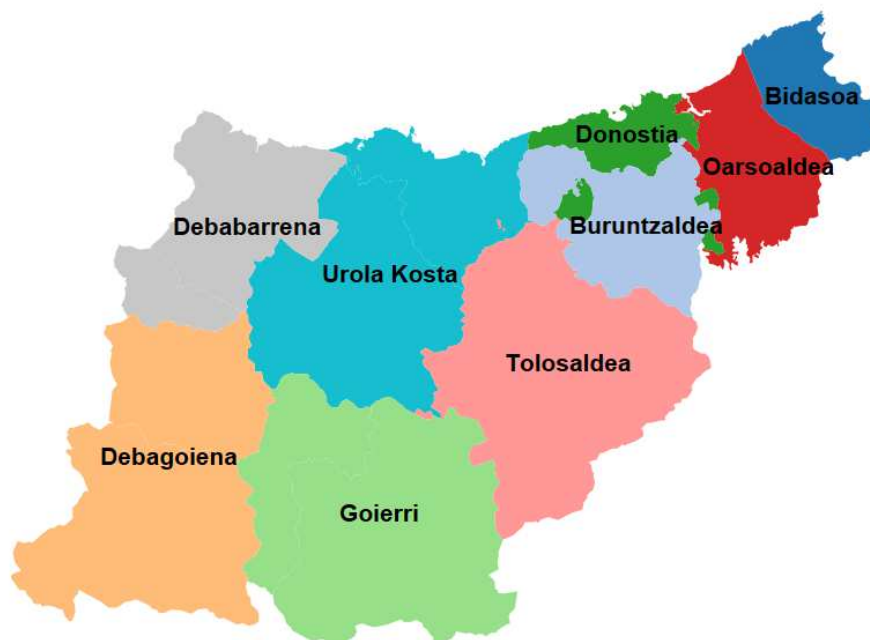 Bidasoa
Donostia
Oarsoaldea
Debabarrena
Buruntzaldea
Urola Kosta
Tolosaldea
Debagoiena
Goierri